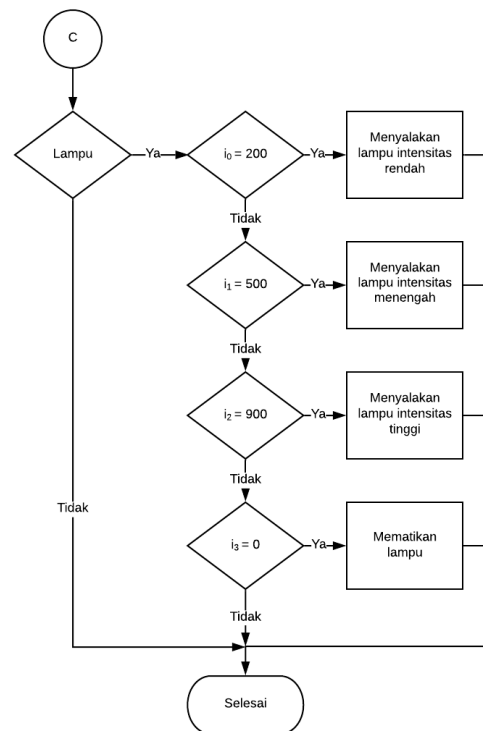 C
Lampu
Ya
i₀ = 200
Ya
Menyalakan
lampu intensitas
rendah
Tidak
i₁ = 500
Ya
Menyalakan
lampu intensitas
menengah
Tidak
i₂ = 900
Ya
Menyalakan
lampu intensitas
tinggi
Tidak
Tidak
i₃ = 0
Ya
Mematikan
lampu
Tidak
Selesai